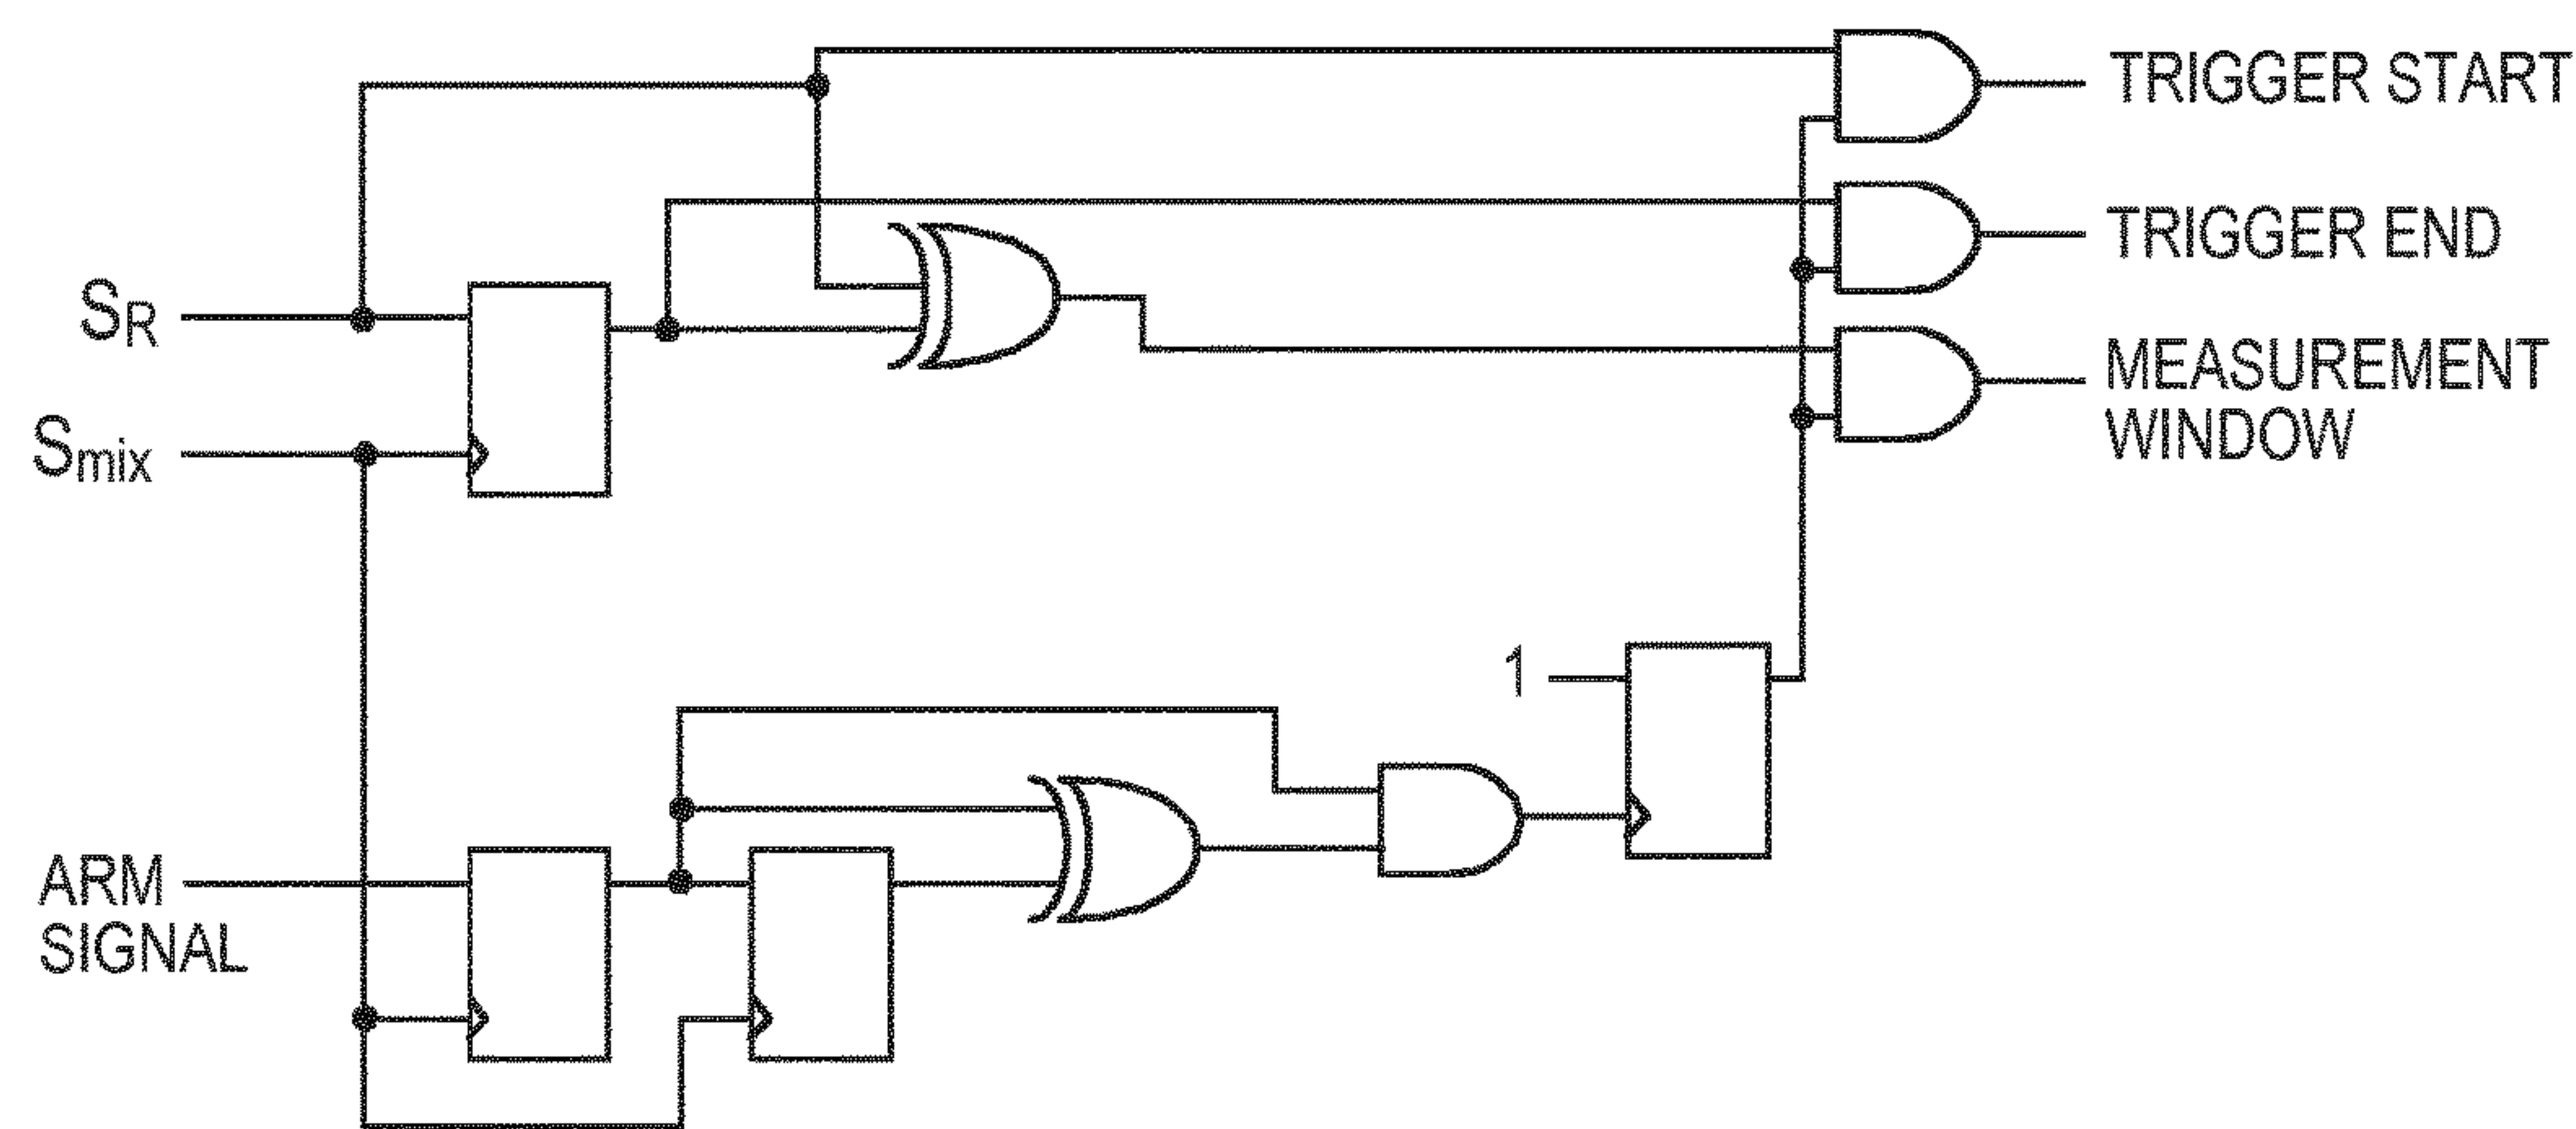 TRIGGER START
TRIGGER END
SR
MEASUREMENT
WINDOW
Smix
1
ARM
SIGNAL